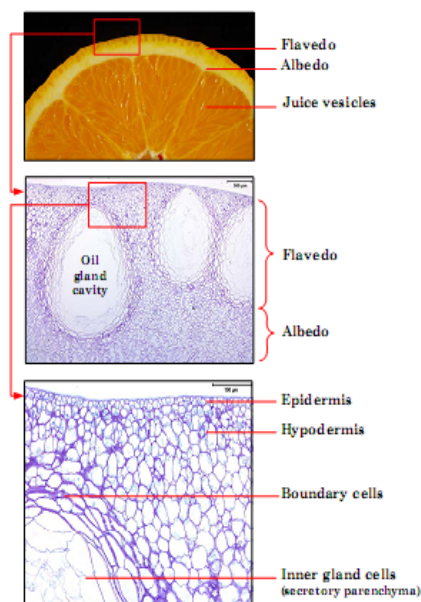 Flavedo
Albedo
Juice vesicles
Oil
gland
cavity
Flavedo
Albedo
Epidermis
Hypodermis
Boundary cells
Inner gland cells
(secretory parenchyma)